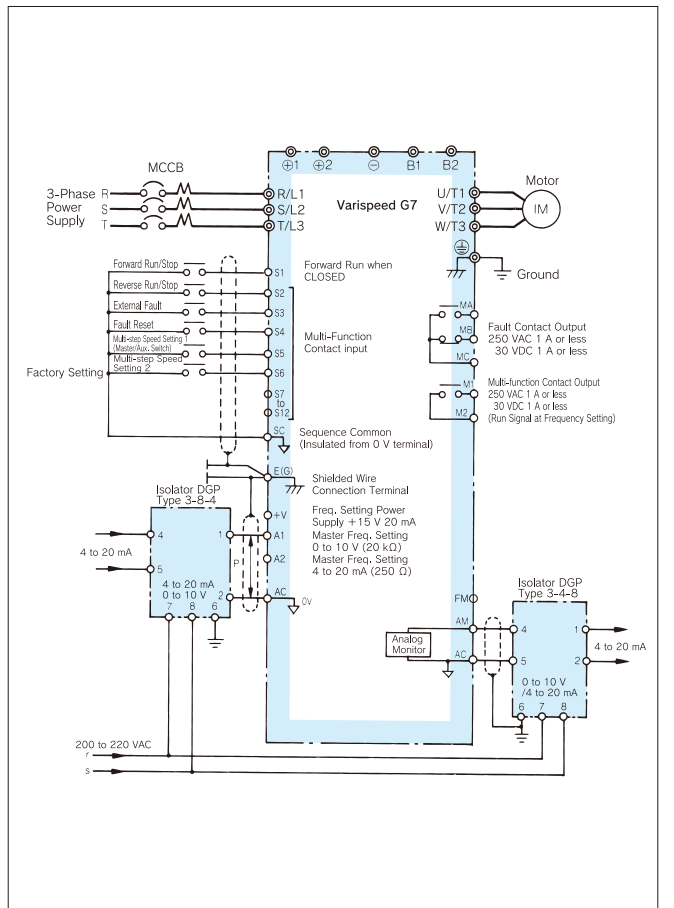 ⊕1 ⊕2 ⊖ B1 B2
MCCB
3-Phase
Power
Supply
R
S
T
R/L1
S/L2
T/L3
Varispeed G7
U/T1
V/T2
W/T3
Motor
IM
Ground
Forward Run/Stop
S1
Forward Run when
CLOSED
Reverse Run/Stop
S2
External Fault
S3
Fault Reset
S4
Multi-step Speed Setting 1
(Master/Aux. Switch)
S5
Multi-step Speed
Setting 2
S6
Factory Setting
S7
to
S12
Multi-Function
Contact input
SC
Sequence Common
(Insulated from 0 V terminal)
E(G)
Shielded Wire
Connection Terminal
MA
MB
MC
Fault Contact Output
250 VAC 1 A or less
30 VDC 1 A or less
M1
M2
Multi-function Contact Output
250 VAC 1 A or less
30 VDC 1 A or less
(Run Signal at Frequency Setting)
Isolator DGP
Type 3-8-4
4 to 20 mA
4
5
1
2
4 to 20 mA
0 to 10 V
7 8 6
P
+V
Freq. Setting Power
Supply +15 V 20 mA
A1
Master Freq. Setting
0 to 10 V (20 kΩ)
A2
Master Freq. Setting
4 to 20 mA (250 Ω)
AC
0V
FM
AM
Analog
Monitor
AC
Isolator DGP
Type 3-4-8
4
5
1
2
4 to 20 mA
0 to 10 V
/4 to 20 mA
6 7 8
200 to 220 VAC
r
s